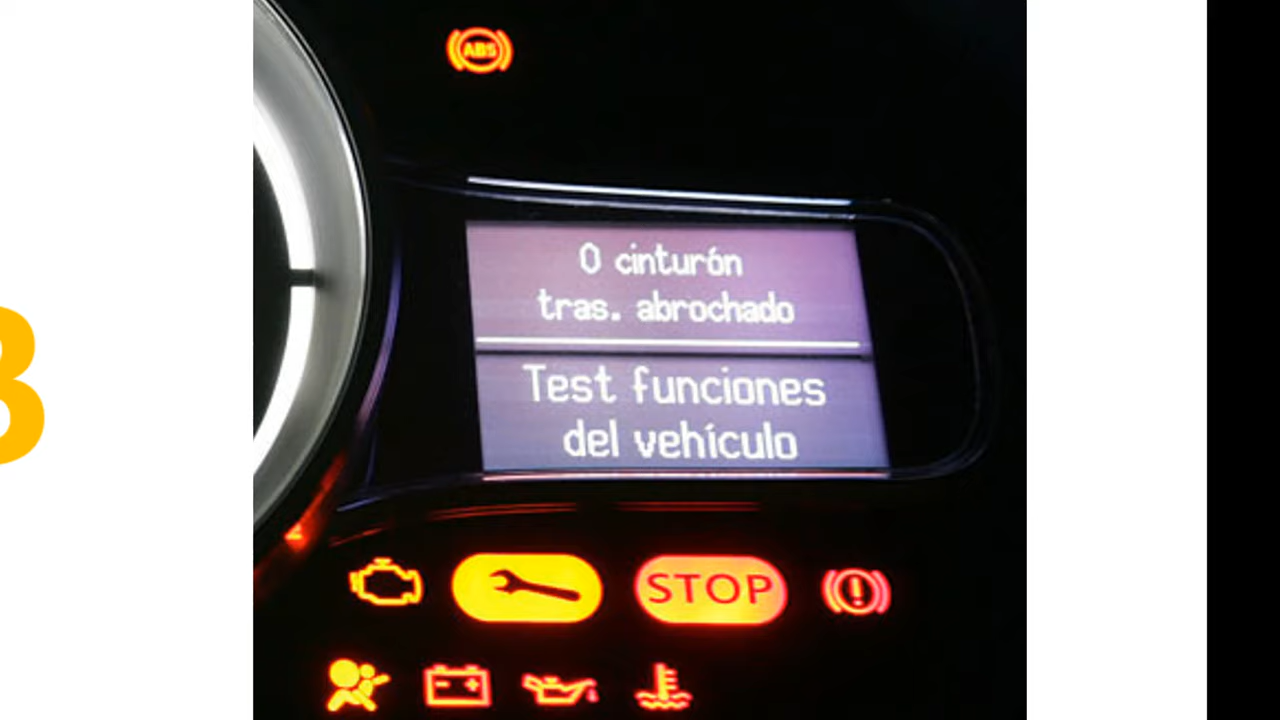 ABS
0 cinturón
tras. abrochado
Test funciones
del vehículo
STOP